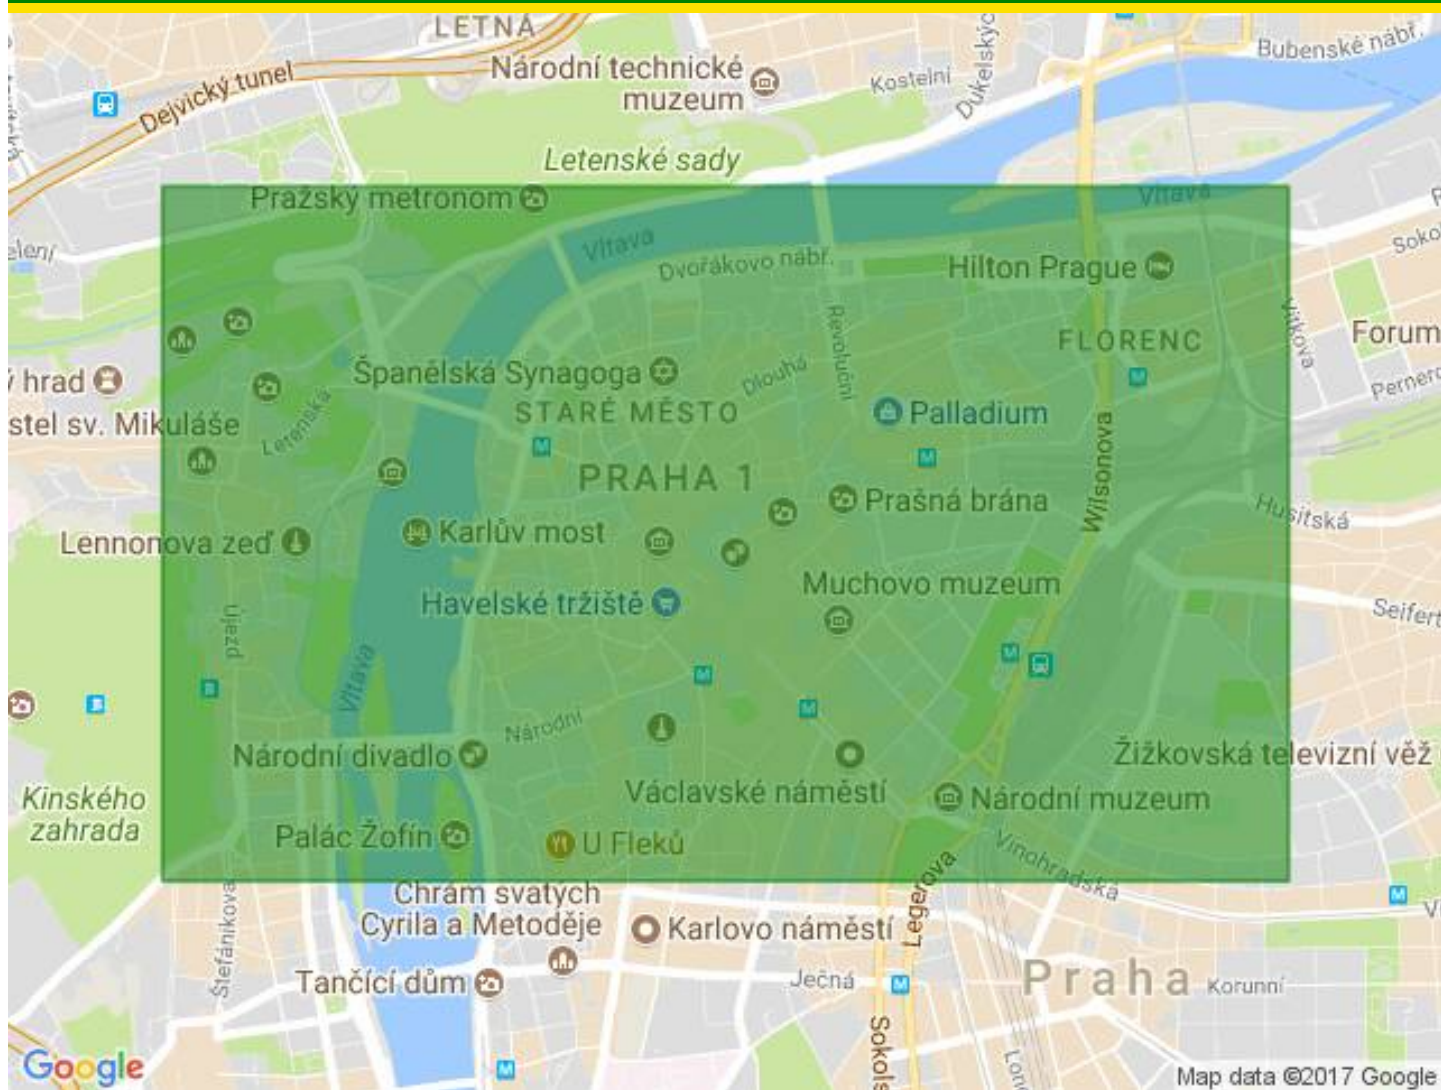 LETNÁ
Národní technické
muzeum
Kostelní
Dukelskýc
Bubenské nábř.
Dejvický tunel
Letenské sady
Pražský metronom
Vltava
elení
Vltava
Dvořákovo nábř.
Hilton Prague
Soko
Revoluční
FLORENC
Vítkova
Forum
ý hrad
Španělská Synagoga
Dlouhá
Pernerо
stel sv. Mikuláše
Letenská
STARÉ MĚSTO
Palladium
PRAHA 1
Prašná brána
Wilsonova
Husitská
Lennonova zeď
Karlův most
Muchovo muzeum
Havelské tržiště
Seifert
Újezd
Vltava
Národní
Národní divadlo
Žižkovská televizní věž
Kinského
zahrada
Václavské náměstí
Národní muzeum
Palác Žofín
U Fleků
Vinohradská
Chrám svatých
Cyrila a Metoděje
Štefánikova
Karlovo náměstí
Legerova
Tančící dům
Ječná
Praha
Korunní
Sokols
Lon
Google
Map data ©2017 Google